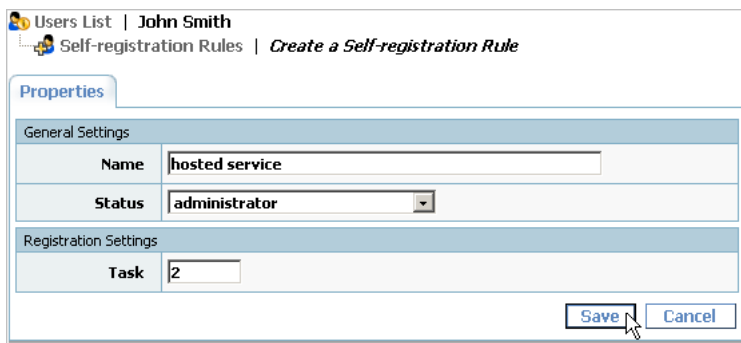 Users List | John Smith
Self-registration Rules | Create a Self-registration Rule
Properties
General Settings
Name hosted service
Status administrator
Registration Settings
Task 2
Save Cancel